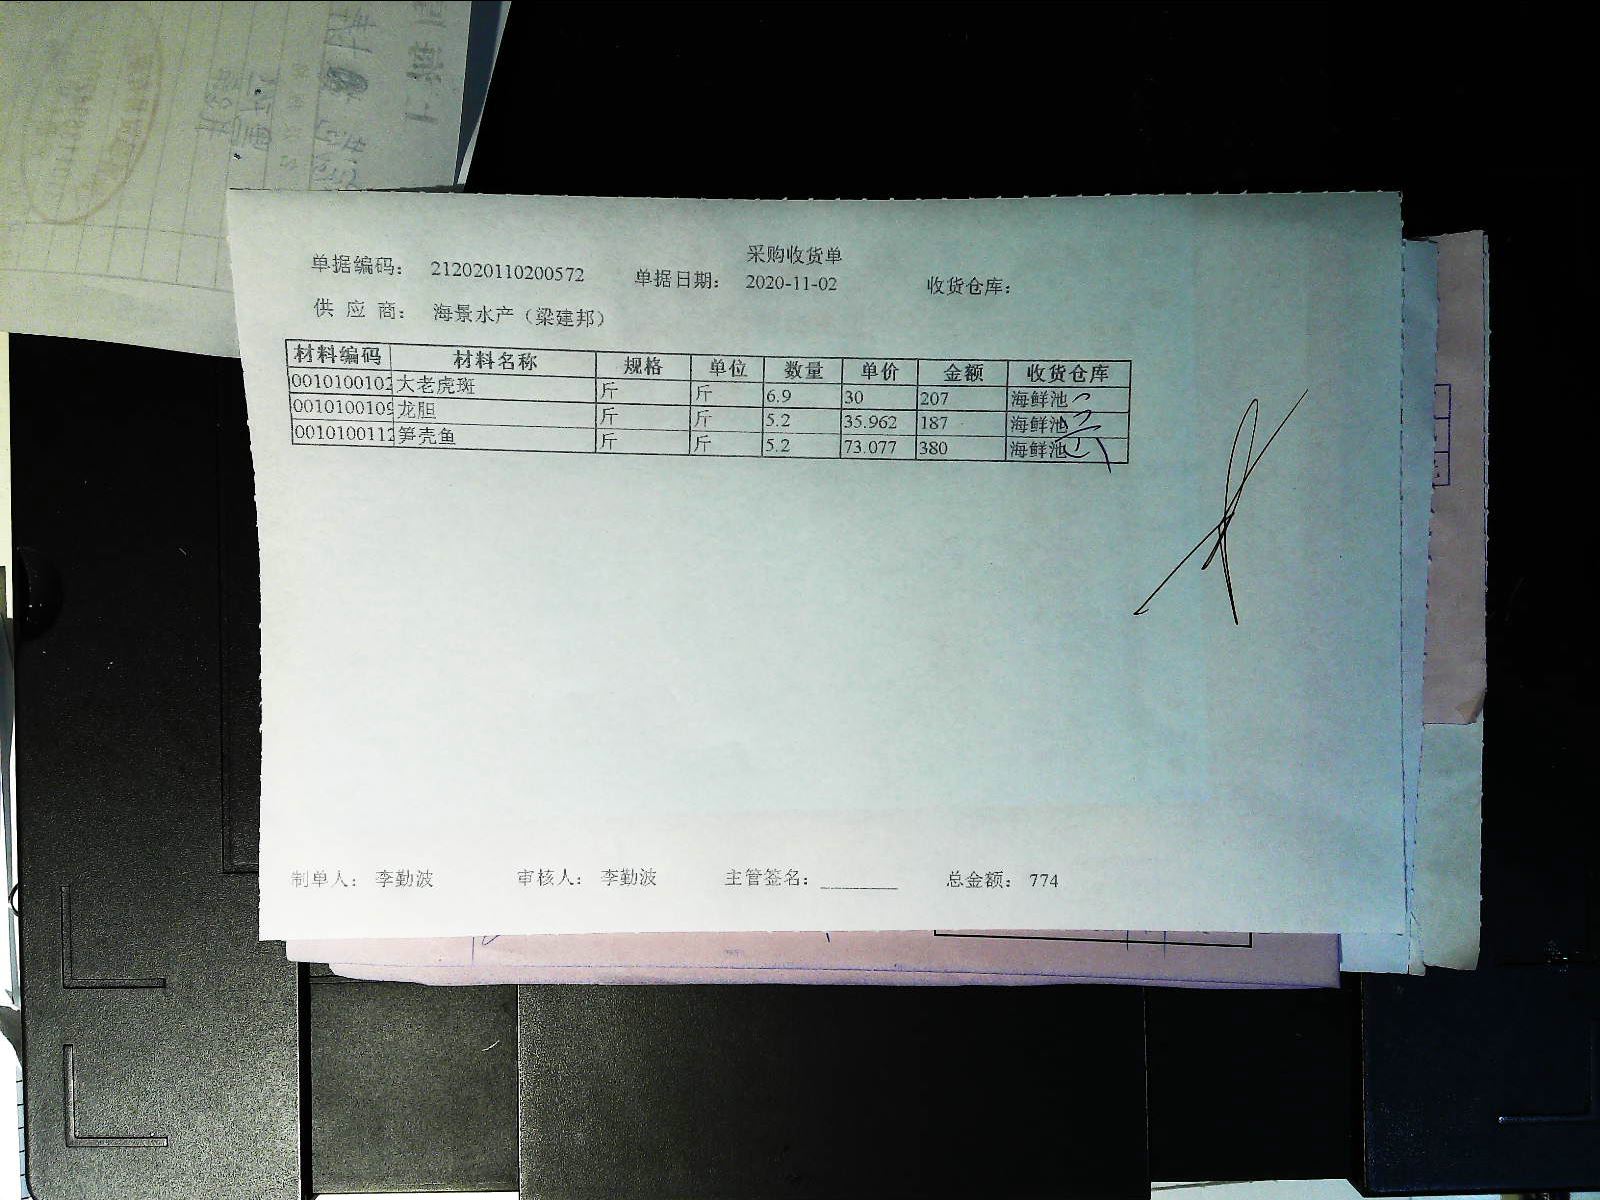 采购收货单
单据编码： 212020110200572 单据日期： 2020-11-02 收货仓库：
供 应 商： 海景水产（梁建邦）
材料编码 材料名称 规格 单位 数量 单价 金额 收货仓库
0010100102 大老虎斑 斤 斤 6.9 30 207 海鲜池
0010100109 龙胆 斤 斤 5.2 35.962 187 海鲜池
0010100112 笋壳鱼 斤 斤 5.2 73.077 380 海鲜池
制单人： 李勤波 审核人： 李勤波 主管签名：________ 总金额： 774